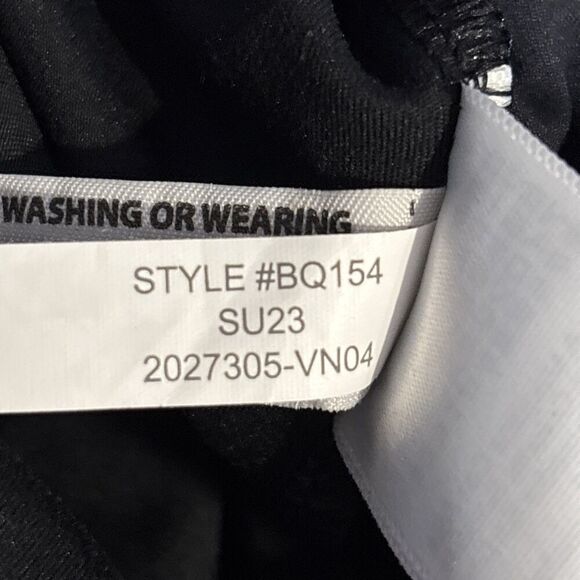 WASHING OR WEARING
STYLE #BQ154
SU23
2027305-VN04